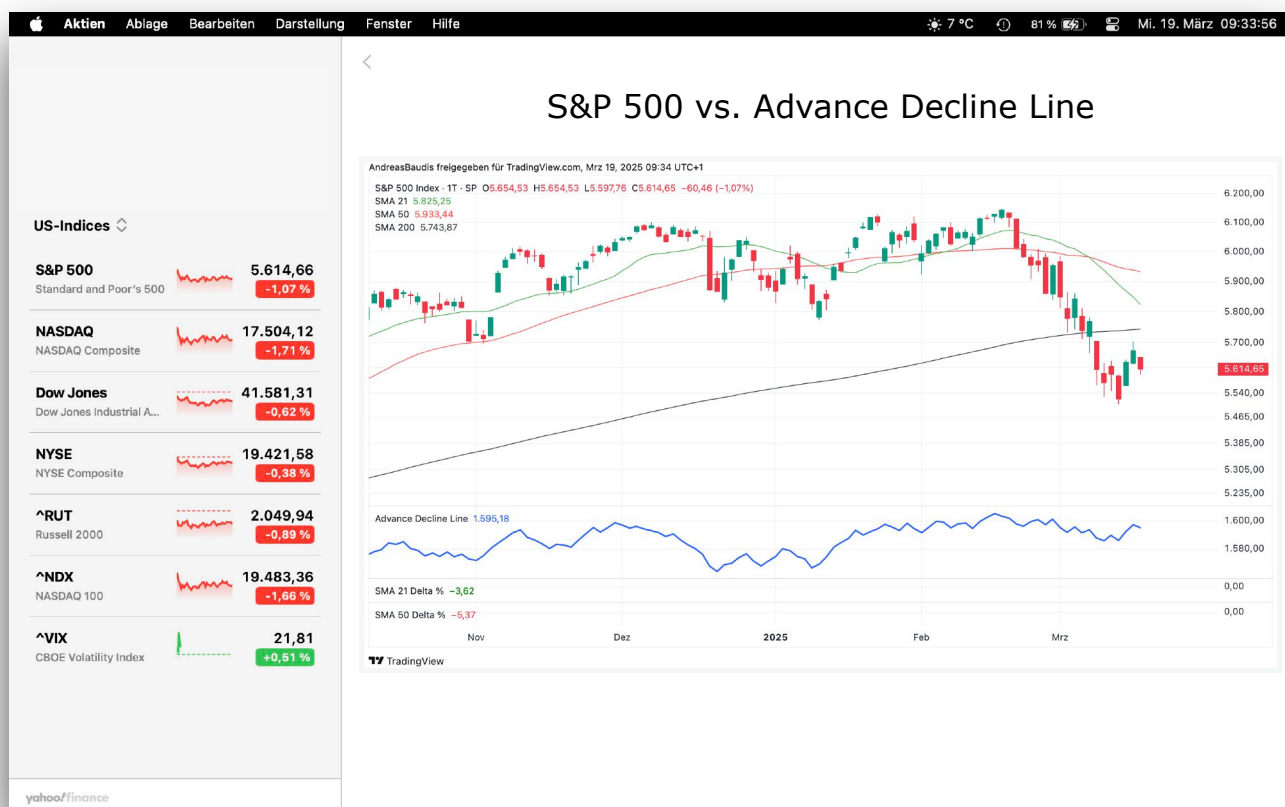 Aktien Ablage Bearbeiten Darstellung Fenster Hilfe 7 °C 81 % Mi. 19. März 09:33:56
S&P 500 vs. Advance Decline Line
US-Indices
S&P 500 5.614,66
Standard and Poor's 500 -1,07 %
NASDAQ 17.504,12
NASDAQ Composite -1,71 %
Dow Jones 41.581,31
Dow Jones Industrial A... -0,62 %
NYSE 19.421,58
NYSE Composite -0,38 %
^RUT 2.049,94
Russell 2000 -0,89 %
^NDX 19.483,36
NASDAQ 100 -1,66 %
^VIX 21,81
CBOE Volatility Index +0,51 %
yahoo!finance
AndreasBaudis freigegeben für TradingView.com, Mrz 19, 2025 09:34 UTC+1
S&P 500 Index · 1T · SP O5.654,53 H5.654,53 L5.597,76 C5.614,65 −60,46 (−1,07%)
SMA 21 5.825,25
SMA 50 5.933,44
SMA 200 5.743,87
6.200,00
6.100,00
6.000,00
5.900,00
5.800,00
5.700,00
5.614,65
5.540,00
5.465,00
5.385,00
5.305,00
5.235,00
Advance Decline Line 1.595,18
1.600,00
1.580,00
SMA 21 Delta % −3,62
0,00
SMA 50 Delta % −5,37
0,00
Nov Dez 2025 Feb Mrz
TradingView